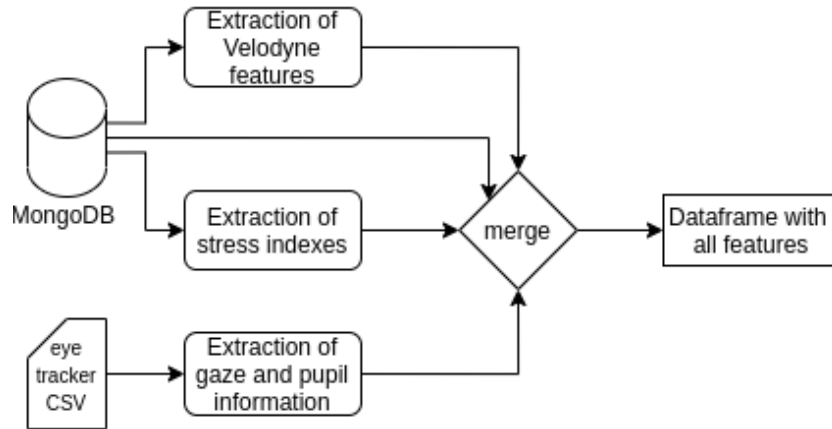 Extraction of
Velodyne
features
MongoDB
Extraction of
stress indexes
merge
Dataframe with
all features
eye
tracker
CSV
Extraction of
gaze and pupil
information